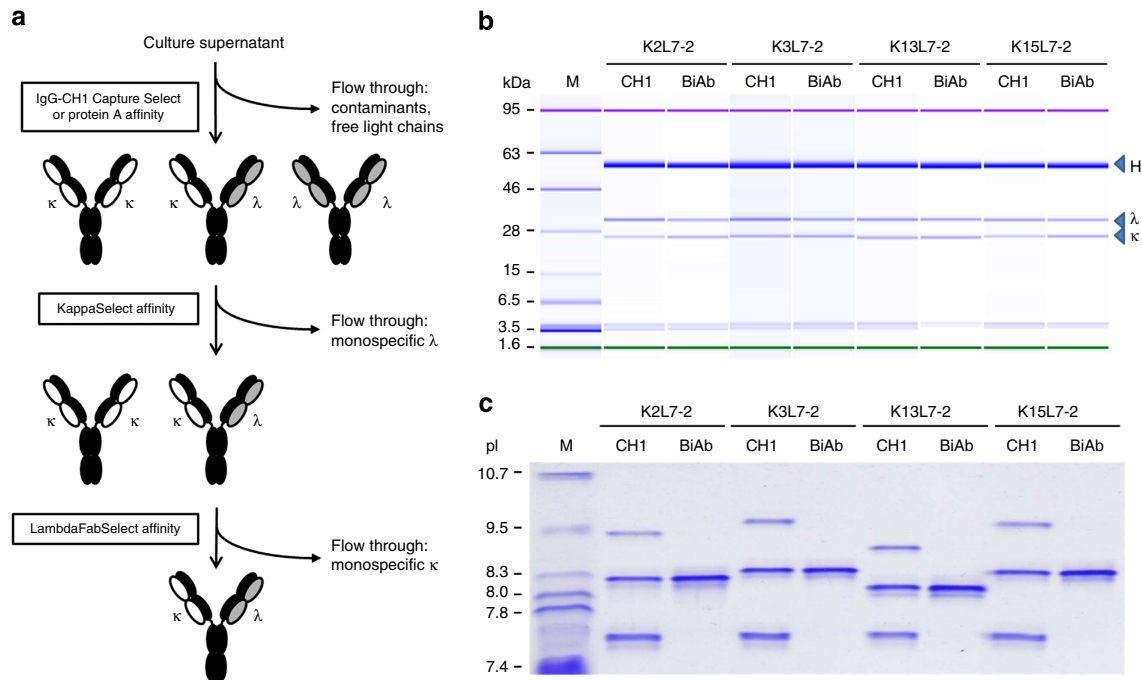 a
Culture supernatant
IgG-CH1 Capture Select
or protein A affinity
Flow through:
contaminants,
free light chains
κ κ κ λ λ λ
KappaSelect affinity
Flow through:
monospecific λ
κ κ κ λ
LambdaFabSelect affinity
Flow through:
monospecific κ
κ λ
b
K2L7-2 K3L7-2 K13L7-2 K15L7-2
kDa M CH1 BiAb CH1 BiAb CH1 BiAb CH1 BiAb
95
63
H
46
λ
28
κ
15
6.5
3.5
1.6
c
K2L7-2 K3L7-2 K13L7-2 K15L7-2
pI M CH1 BiAb CH1 BiAb CH1 BiAb CH1 BiAb
10.7
9.5
8.3
8.0
7.8
7.4